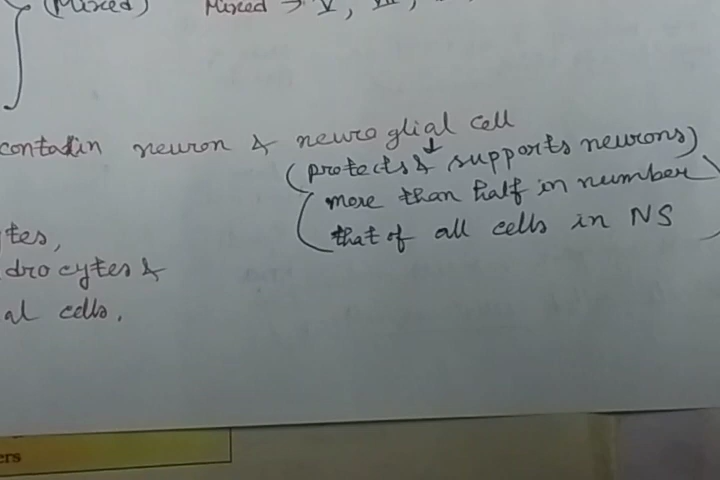 (Mixed) Mixed → V, VII,
contain neuron & neuroglial cell
(protects & supports neurons)
(more than half in number
that of all cells in NS)
tes,
drocytes &
al cells.
ers